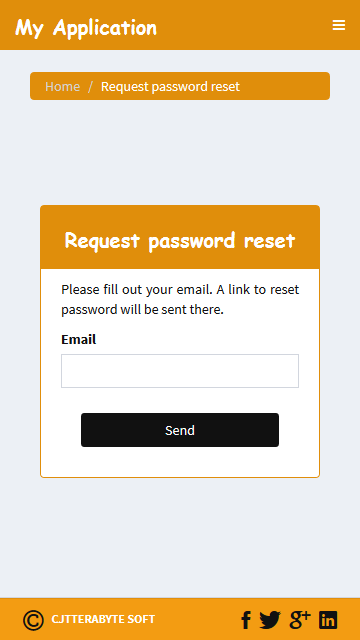 My Application
Home / Request password reset
Request password reset
Please fill out your email. A link to reset
password will be sent there.
Email
Send
© CJTTERABYTE SOFT